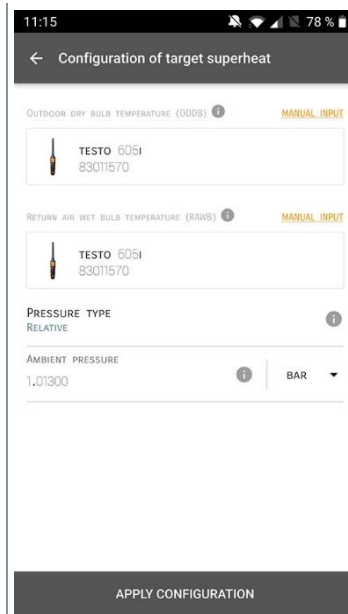 11:15 78 %
Configuration of target superheat
OUTDOOR DRY BULB TEMPERATURE (ODDB) MANUAL INPUT
TESTO 605I
83011570
RETURN AIR WET BULB TEMPERATURE (RAWB) MANUAL INPUT
TESTO 605I
83011570
PRESSURE TYPE
RELATIVE
AMBIENT PRESSURE
1.01300 BAR
APPLY CONFIGURATION